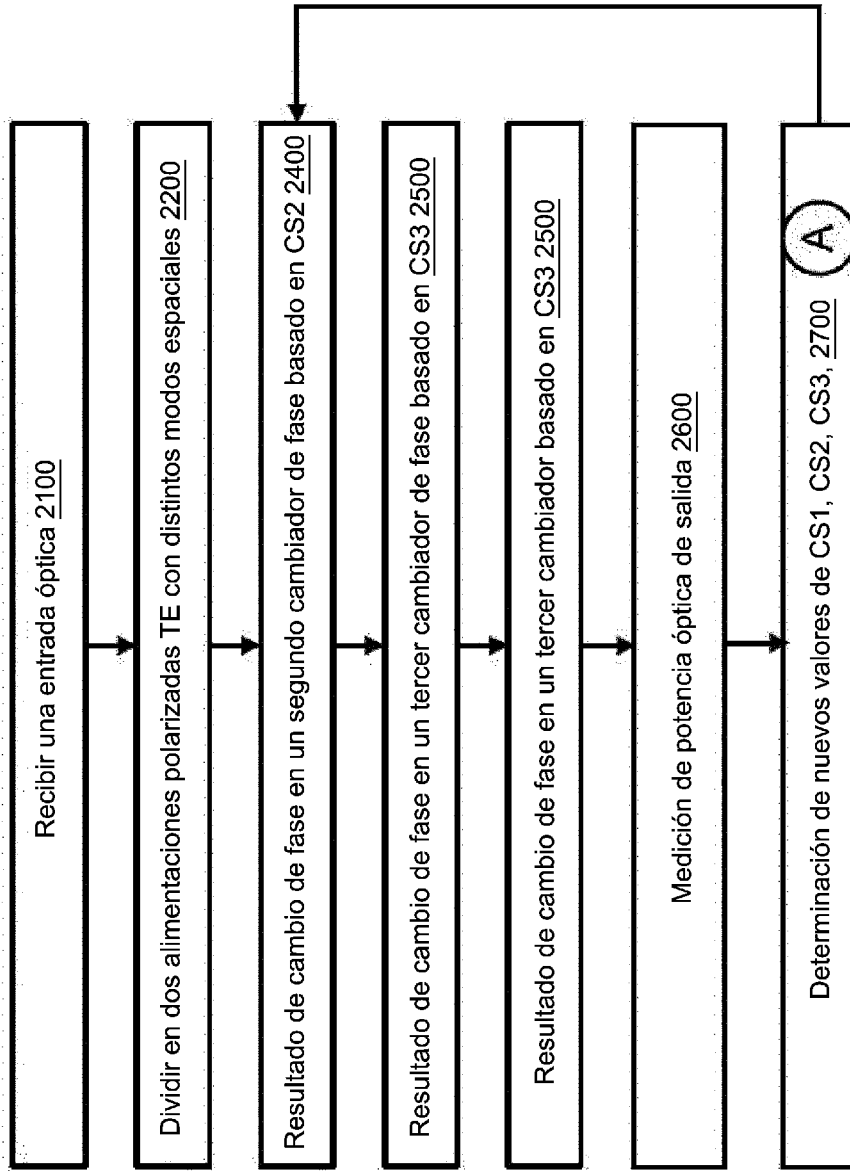 Recibir una entrada óptica 2100
Dividir en dos alimentaciones polarizadas TE con distintos modos espaciales 2200
Resultado de cambio de fase en un segundo cambiador de fase basado en CS2 2400
Resultado de cambio de fase en un tercer cambiador de fase basado en CS3 2500
Resultado de cambio de fase en un tercer cambiador basado en CS3 2500
Medición de potencia óptica de salida 2600
Determinación de nuevos valores de CS1, CS2, CS3, 2700
A